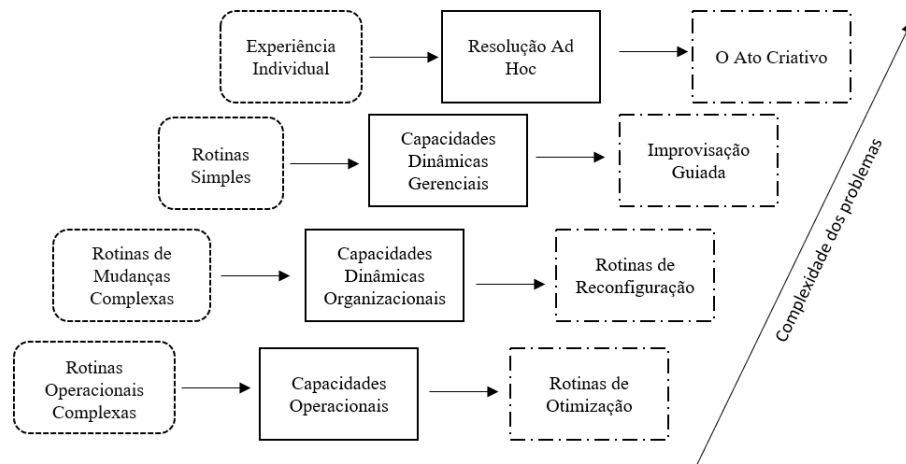 Experiência
Individual
Resolução Ad
Hoc
O Ato Criativo
Rotinas
Simples
Capacidades
Dinâmicas
Gerenciais
Improvisação
Guiada
Rotinas de
Mudanças
Complexas
Capacidades
Dinâmicas
Organizacionais
Rotinas de
Reconfiguração
Rotinas
Operacionais
Complexas
Capacidades
Operacionais
Rotinas de
Otimização
Complexidade dos problemas